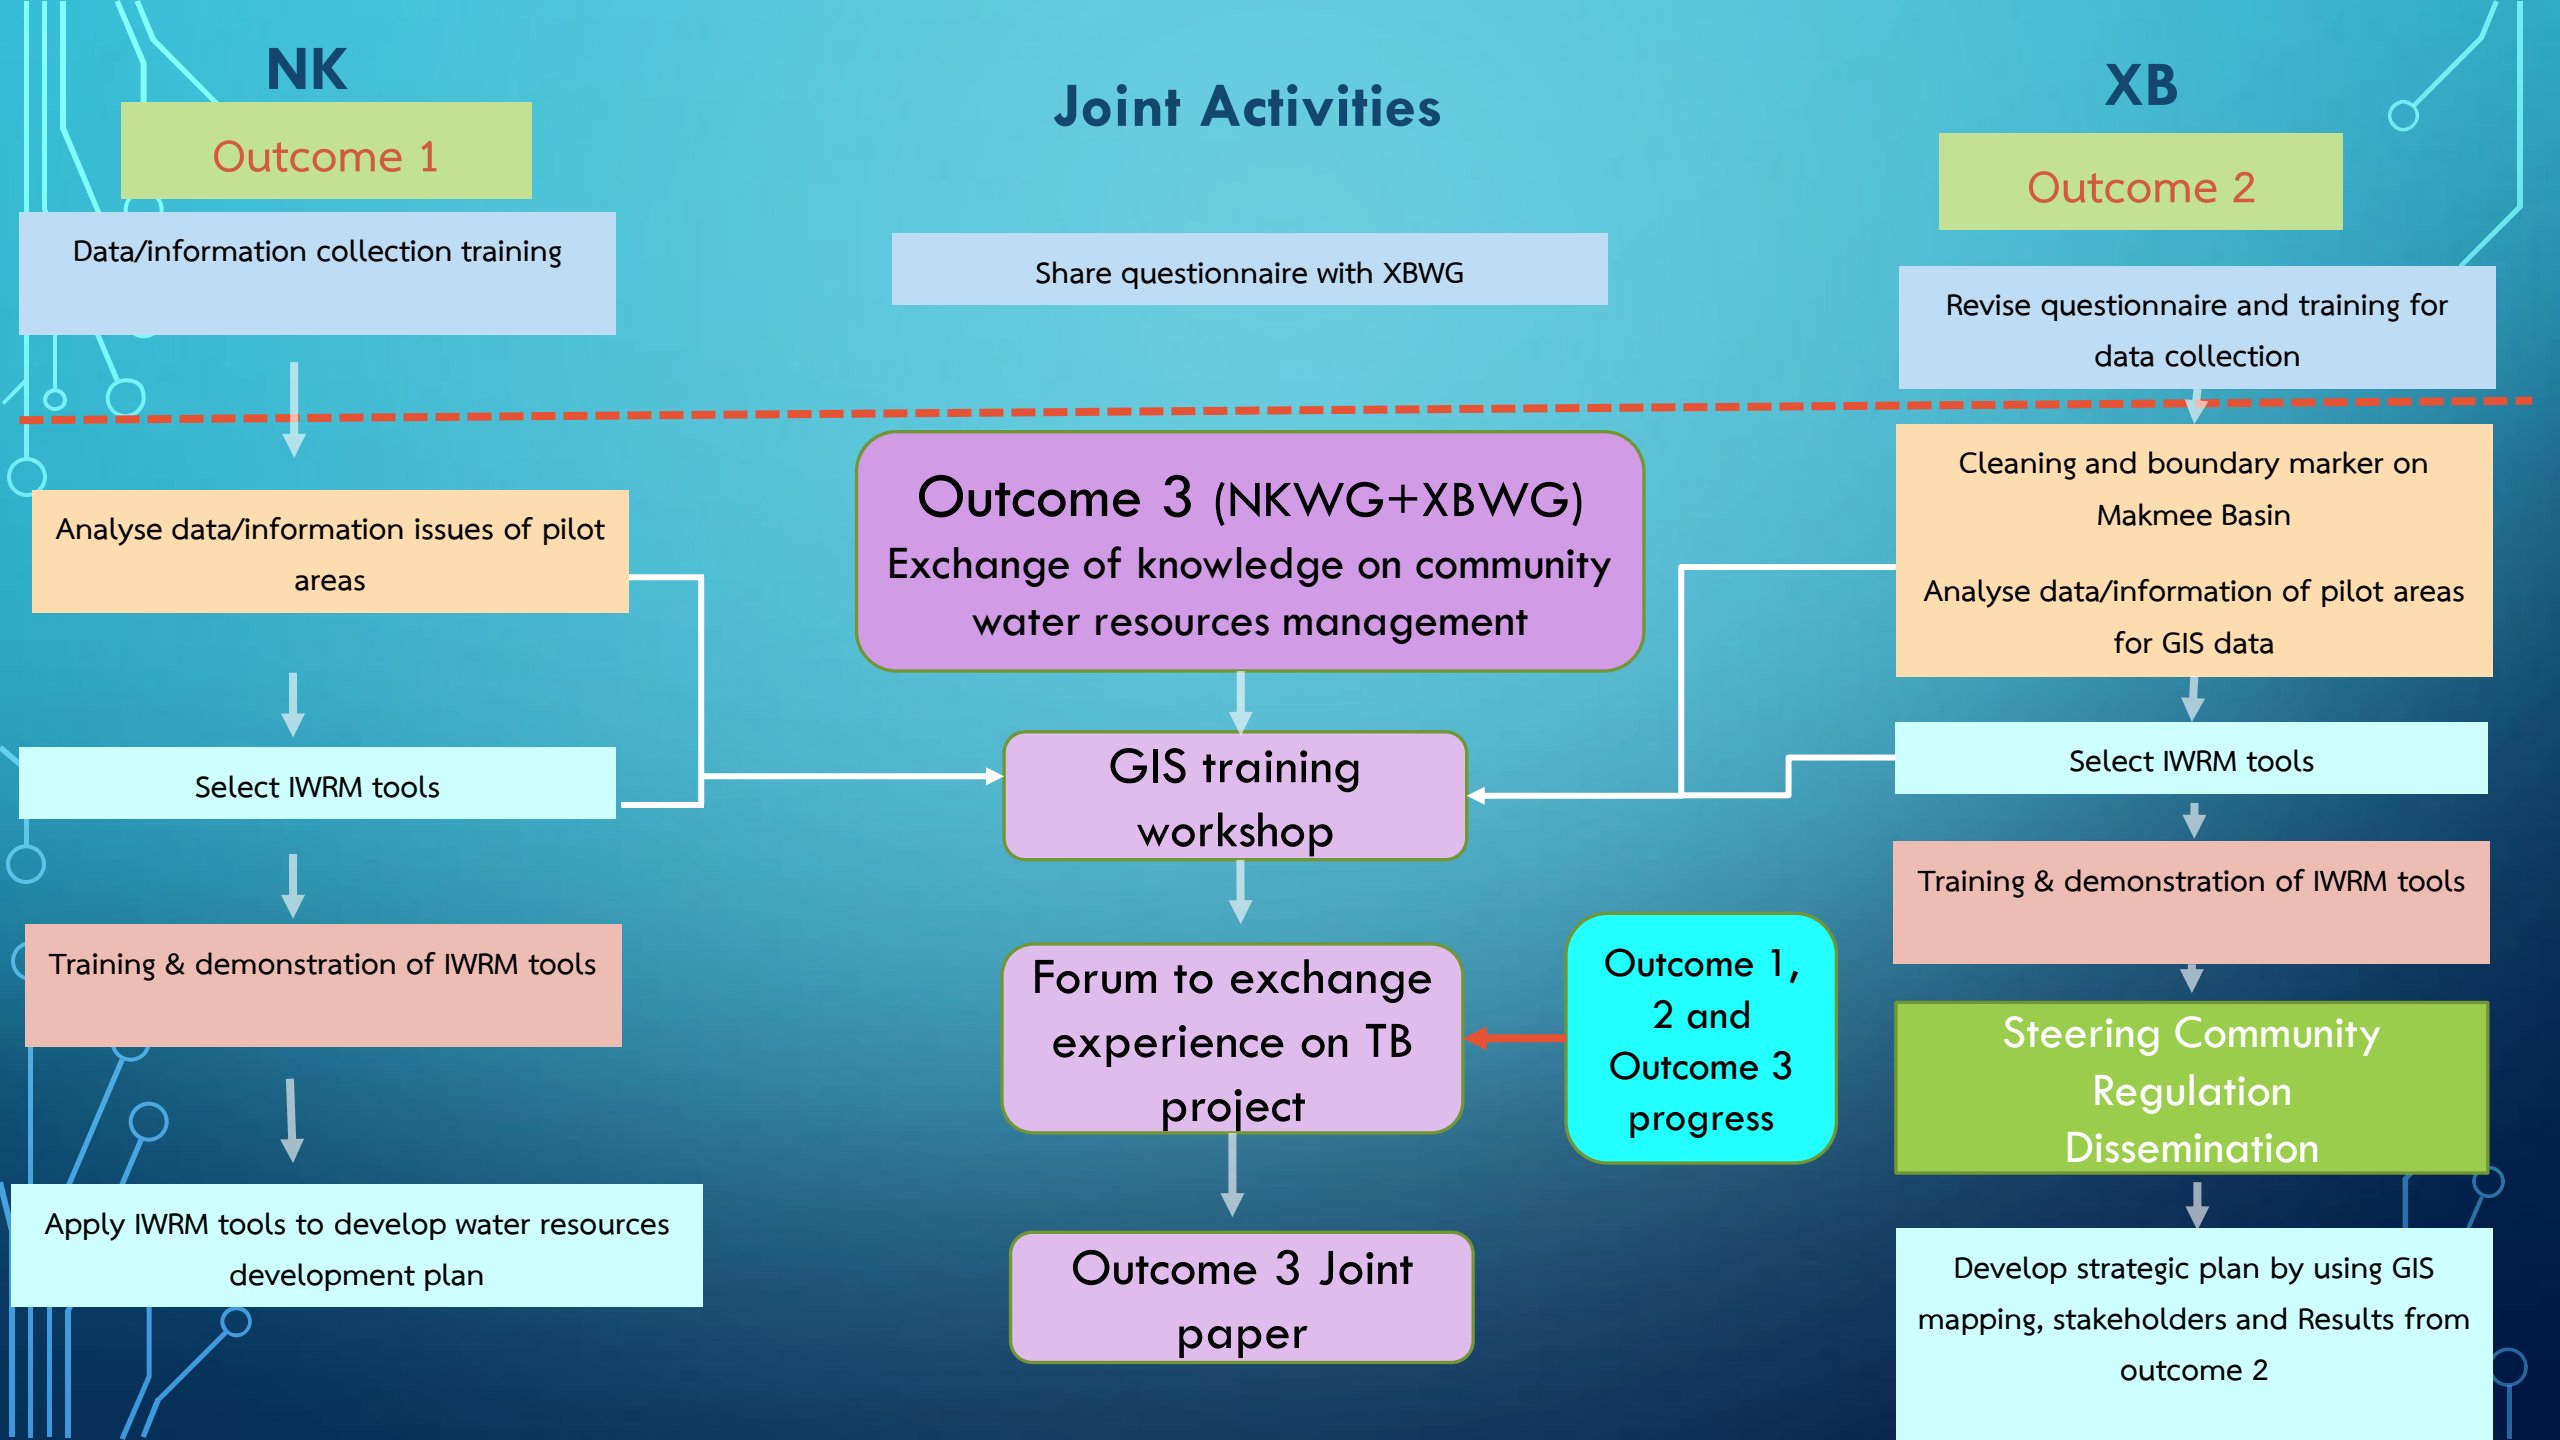 NK
Outcome 1
Data/information collection training
Analyse data/information issues of pilot
areas
Select IWRM tools
Training & demonstration of IWRM tools
Apply IWRM tools to develop water resources
development plan
Joint Activities
Share questionnaire with XBWG
Outcome 3 (NKWG+XBWG)
Exchange of knowledge on community
water resources management
GIS training
workshop
Forum to exchange
experience on TB
project
Outcome 3 Joint
paper
Outcome 1,
2 and
Outcome 3
progress
XB
Outcome 2
Revise questionnaire and training for
data collection
Cleaning and boundary marker on
Makmee Basin
Analyse data/information of pilot areas
for GIS data
Select IWRM tools
Training & demonstration of IWRM tools
Steering Community
Regulation
Dissemination
Develop strategic plan by using GIS
mapping, stakeholders and Results from
outcome 2